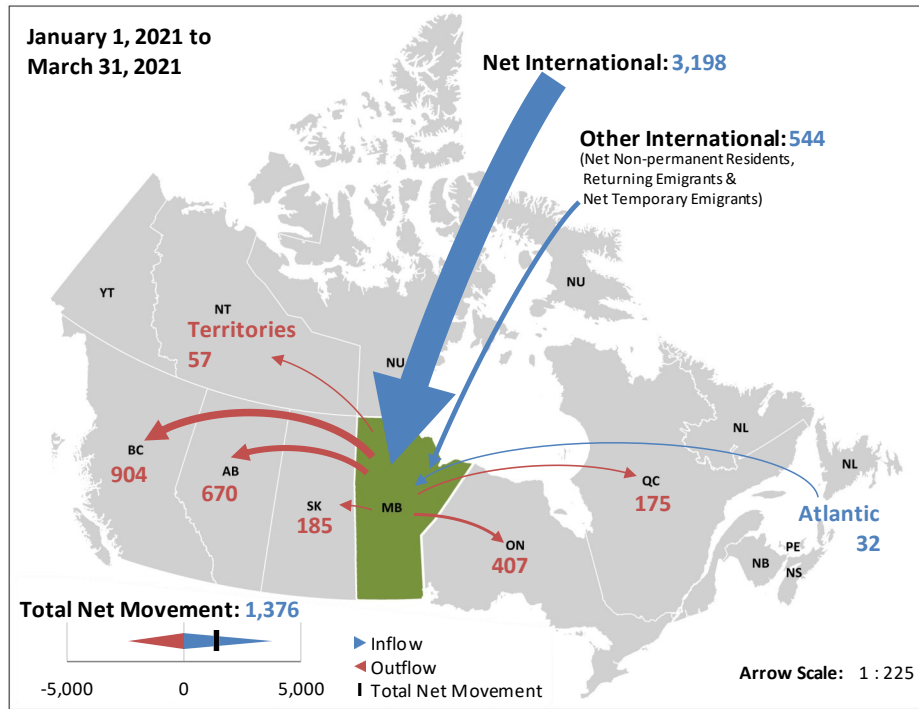 January 1, 2021 to
March 31, 2021
Net International: 3,198
Other International: 544
(Net Non-permanent Residents,
Returning Emigrants &
Net Temporary Emigrants)
NU
YT
NT
Territories
57
NU
BC
904
AB
670
SK
185
MB
ON
407
QC
175
NL
NL
Atlantic
32
PE
NB
NS
Total Net Movement: 1,376
-5,000
0
5,000
Inflow
Outflow
Total Net Movement
Arrow Scale: 1 : 225